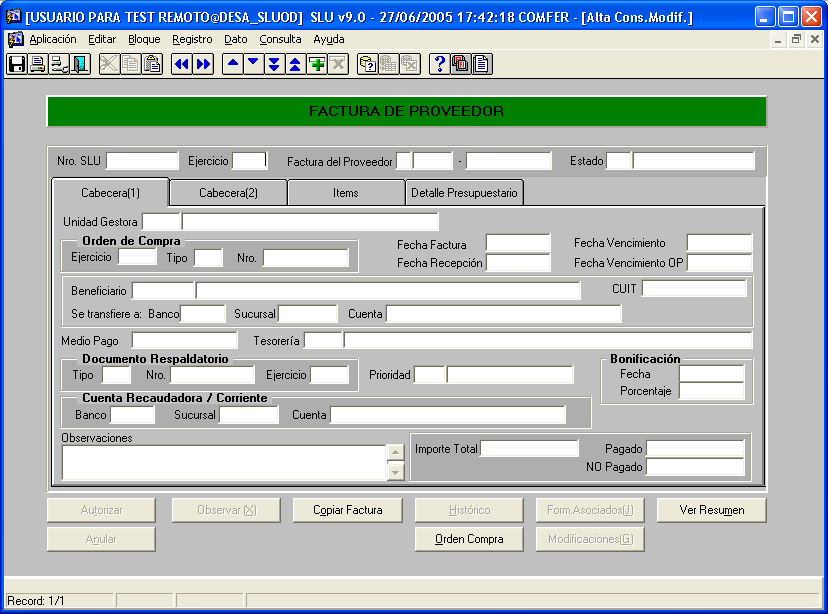 [USUARIO PARA TEST REMOTO@DESA_SLUOD] SLU v9.0 - 27/06/2005 17:42:18 COMFER - [Alta Cons.Modif.]
Aplicación Editar Bloque Registro Dato Consulta Ayuda
FACTURA DE PROVEEDOR
Nro. SLU Ejercicio Factura del Proveedor - Estado
Cabecera(1) Cabecera(2) Items Detalle Presupuestario
Unidad Gestora
Orden de Compra
Fecha Factura Fecha Vencimiento
Ejercicio Tipo Nro.
Fecha Recepción Fecha Vencimiento OP
Beneficiario CUIT
Se transfiere a: Banco Sucursal Cuenta
Medio Pago Tesorería
Documento Respaldatorio Bonificación
Tipo Nro. Ejercicio Prioridad Fecha
Porcentaje
Cuenta Recaudadora / Corriente
Banco Sucursal Cuenta
Observaciones
Importe Total Pagado
NO Pagado
Autorizar Observar (X) Copiar Factura Histórico Form.Asociados(J) Ver Resumen
Anular Orden Compra Modificaciones(G)
Record: 1/1